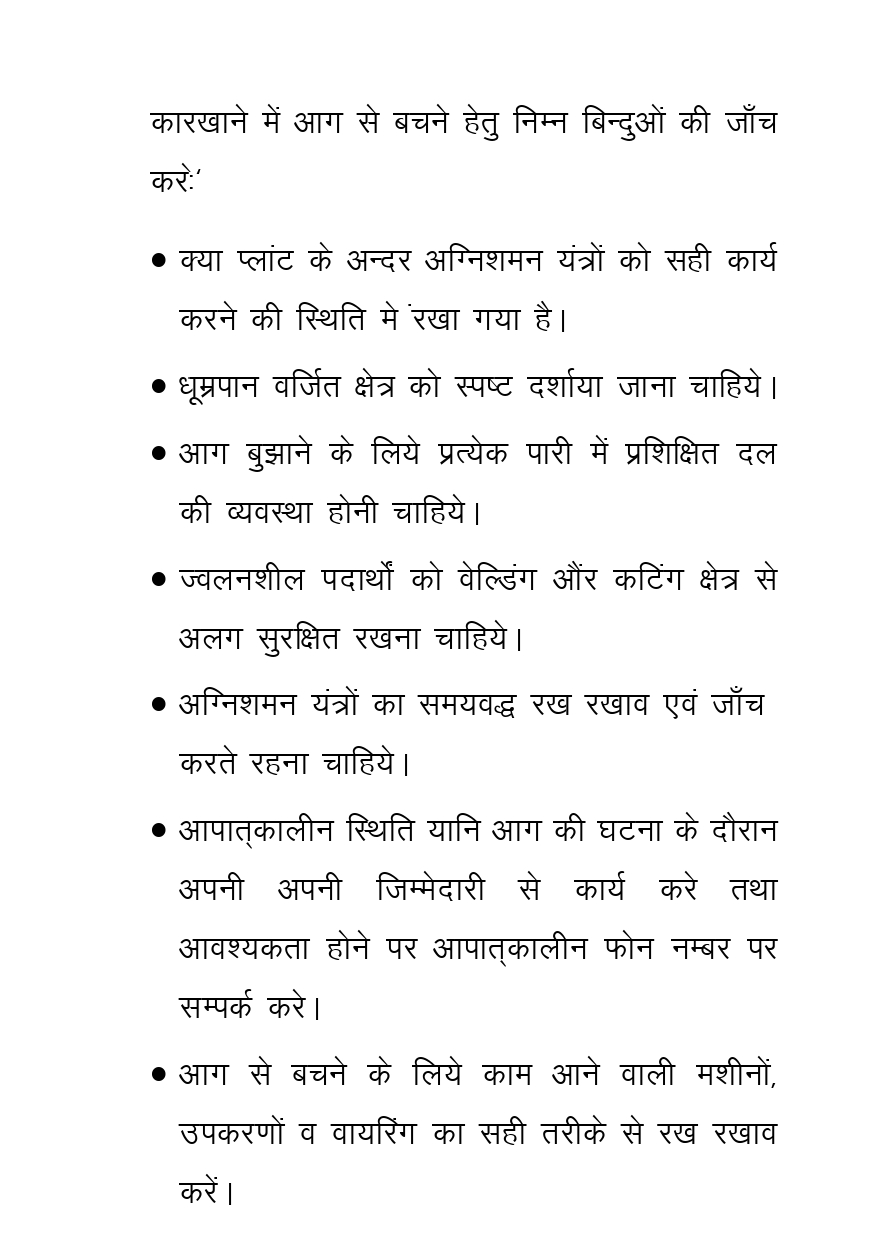 कारखाने में आग से बचने हेतु निम्न बिन्दुओं की जाँच
करेः‘
• क्या प्लांट के अन्दर अग्निशमन यंत्रों को सही कार्य
करने की स्थिति मे ंरखा गया है।
• धूम्रपान वर्जित क्षेत्र को स्पष्ट दर्शाया जाना चाहिये।
• आग बुझाने के लिये प्रत्येक पारी में प्रशिक्षित दल
की व्यवस्था होनी चाहिये।
• ज्वलनशील पदार्थों को वेल्डिंग औंर कटिंग क्षेत्र से
अलग सुरक्षित रखना चाहिये।
• अग्निशमन यंत्रों का समयवद्ध रख रखाव एवं जाँच
करते रहना चाहिये।
• आपात्कालीन स्थिति यानि आग की घटना के दौरान
अपनी अपनी जिम्मेदारी से कार्य करे तथा
आवश्यकता होने पर आपात्कालीन फोन नम्बर पर
सम्पर्क करे।
• आग से बचने के लिये काम आने वाली मशीनों,
उपकरणों व वायरिंग का सही तरीके से रख रखाव
करें।